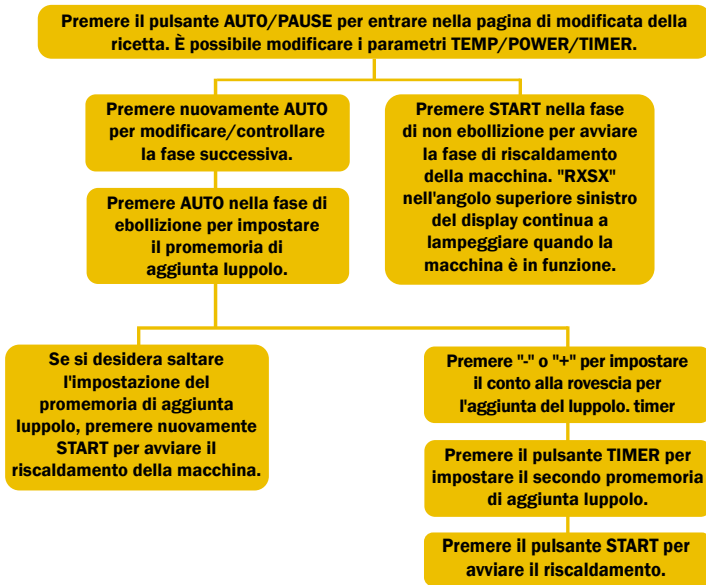 Premere il pulsante AUTO/PAUSE per entrare nella pagina di modificata della
ricetta. È possibile modificare i parametri TEMP/POWER/TIMER.
Premere nuovamente AUTO
per modificare/controllare
la fase successiva.
Premere AUTO nella fase di
ebollizione per impostare
il promemoria di
aggiunta luppolo.
Premere START nella fase
di non ebollizione per avviare
la fase di riscaldamento
della macchina. "RXSX"
nell'angolo superiore sinistro
del display continua a
lampeggiare quando la
macchina è in funzione.
Se si desidera saltare
l'impostazione del
promemoria di aggiunta
luppolo, premere nuovamente
START per avviare il
riscaldamento della macchina.
Premere "-" o "+" per impostare
il conto alla rovescia per
l'aggiunta del luppolo. timer
Premere il pulsante TIMER per
impostare il secondo promemoria
di aggiunta luppolo.
Premere il pulsante START per
avviare il riscaldamento.